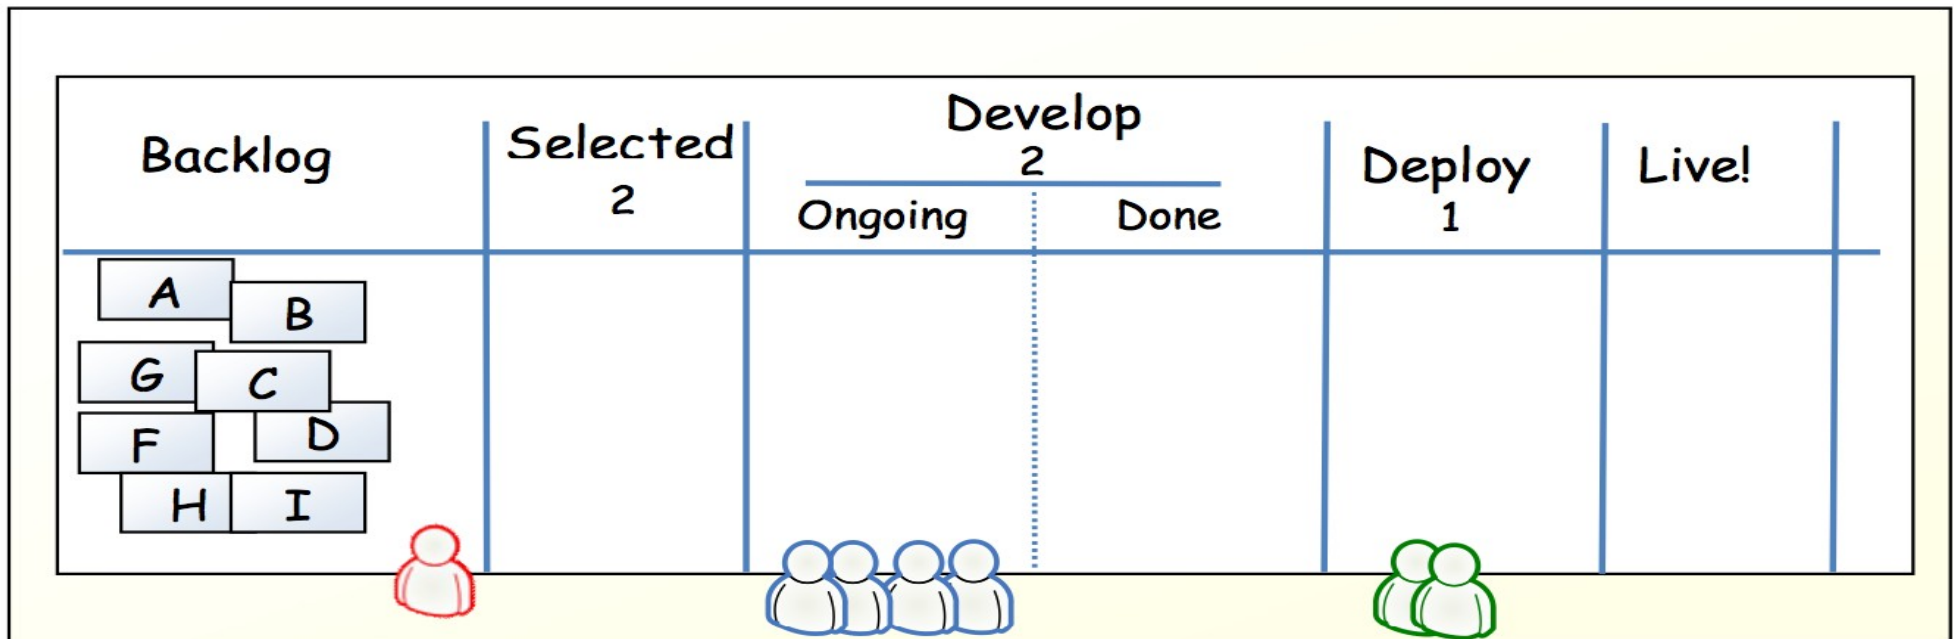 Backlog
Selected
2
Develop
2
Ongoing
Done
Deploy
1
Live!
A
B
G
C
F
D
H
I